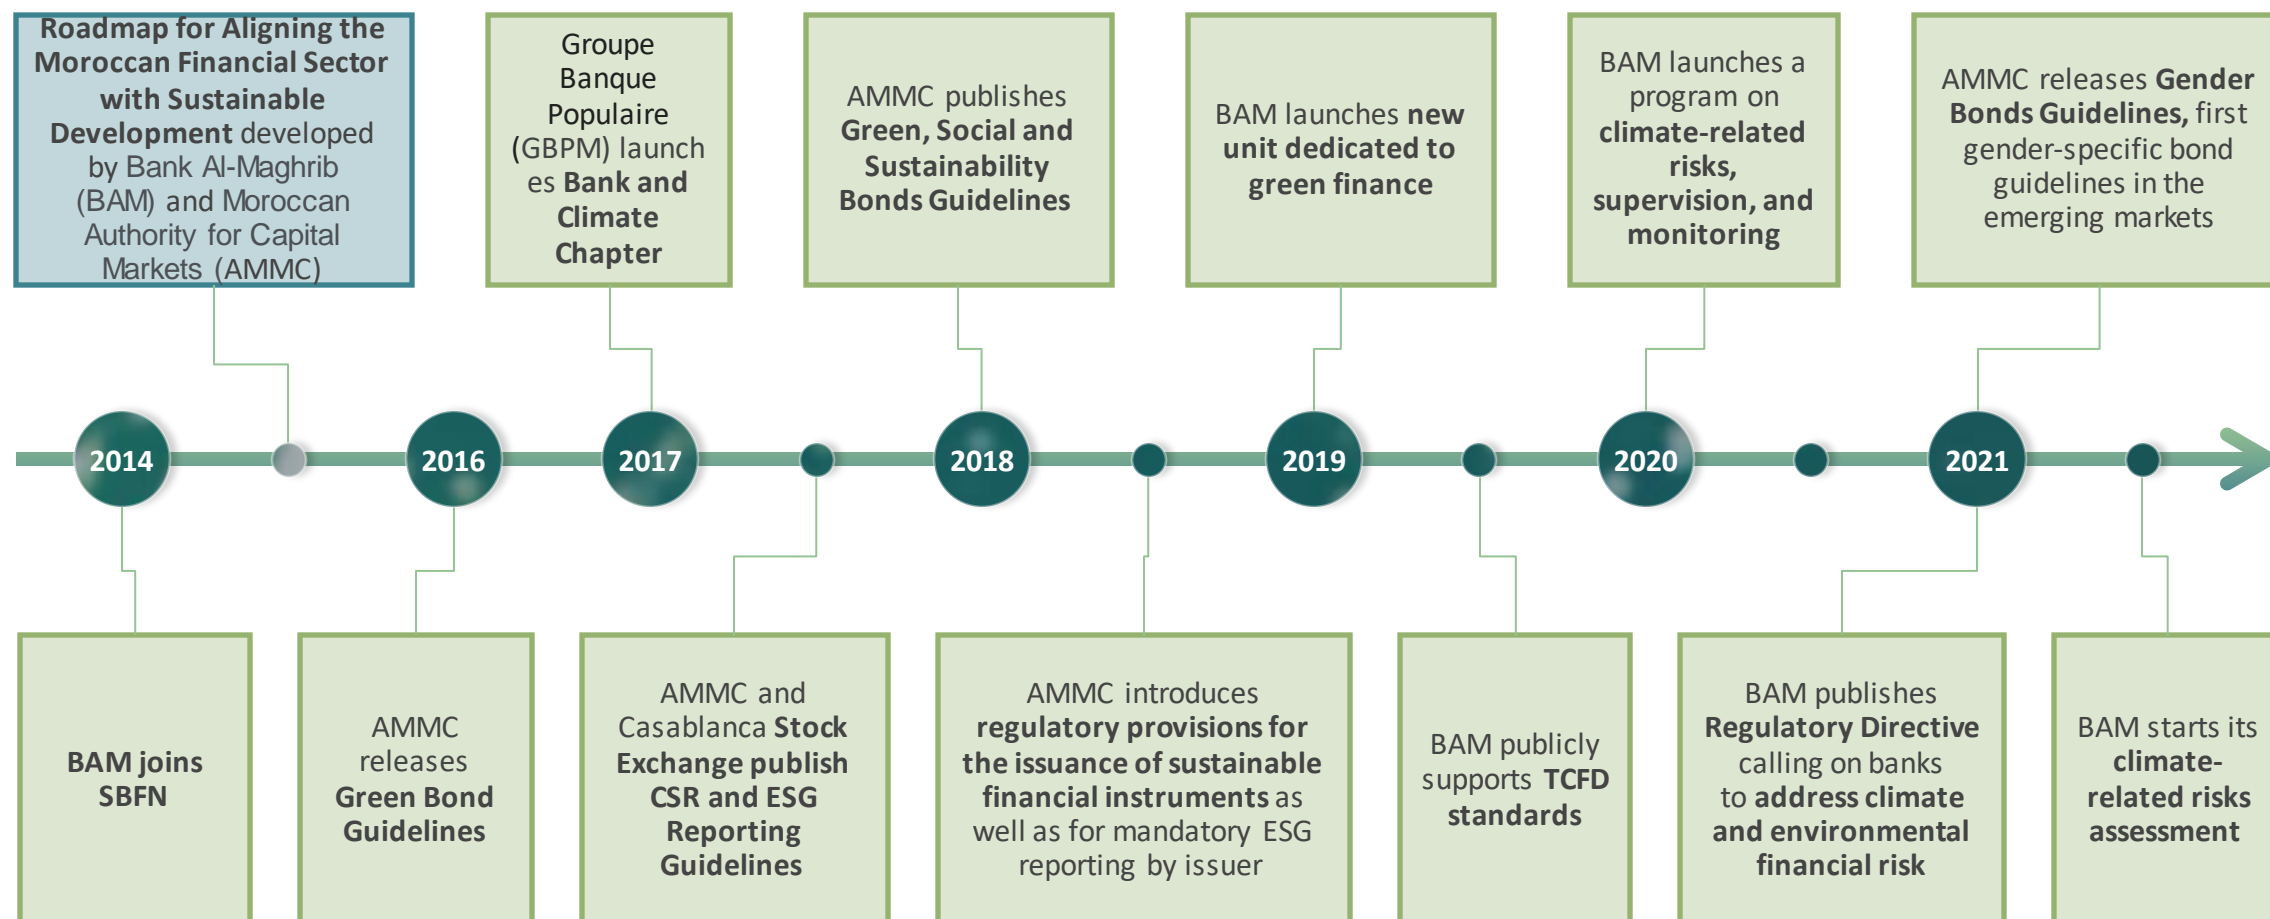 Roadmap for Aligning the
Moroccan Financial Sector
with Sustainable
Development developed
by Bank Al-Maghrib
(BAM) and Moroccan
Authority for Capital
Markets (AMMC)
Groupe
Banque
Populaire
(GBPM) launch
es Bank and
Climate
Chapter
AMMC publishes
Green, Social and
Sustainability
Bonds Guidelines
BAM launches new
unit dedicated to
green finance
BAM launches a
program on
climate-related
risks,
supervision, and
monitoring
AMMC releases Gender
Bonds Guidelines, first
gender-specific bond
guidelines in the
emerging markets
2014
2016
2017
2018
2019
2020
2021
BAM joins
SBFN
AMMC
releases
Green Bond
Guidelines
AMMC and
Casablanca Stock
Exchange publish
CSR and ESG
Reporting
Guidelines
AMMC introduces
regulatory provisions for
the issuance of sustainable
financial instruments as
well as for mandatory ESG
reporting by issuer
BAM publicly
supports TCFD
standards
BAM publishes
Regulatory Directive
calling on banks
to address climate
and environmental
financial risk
BAM starts its
climate-
related risks
assessment